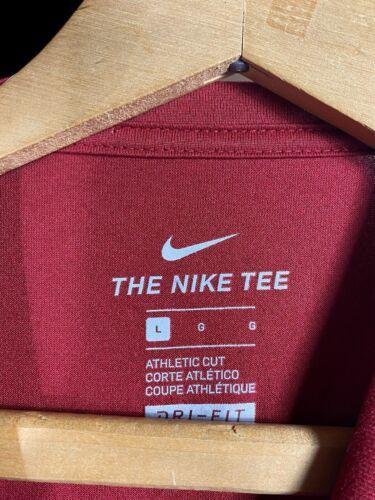 THE NIKE TEE
L G G
ATHLETIC CUT
CORTE ATLÉTICO
COUPE ATHLÉTIQUE
DRI-FIT